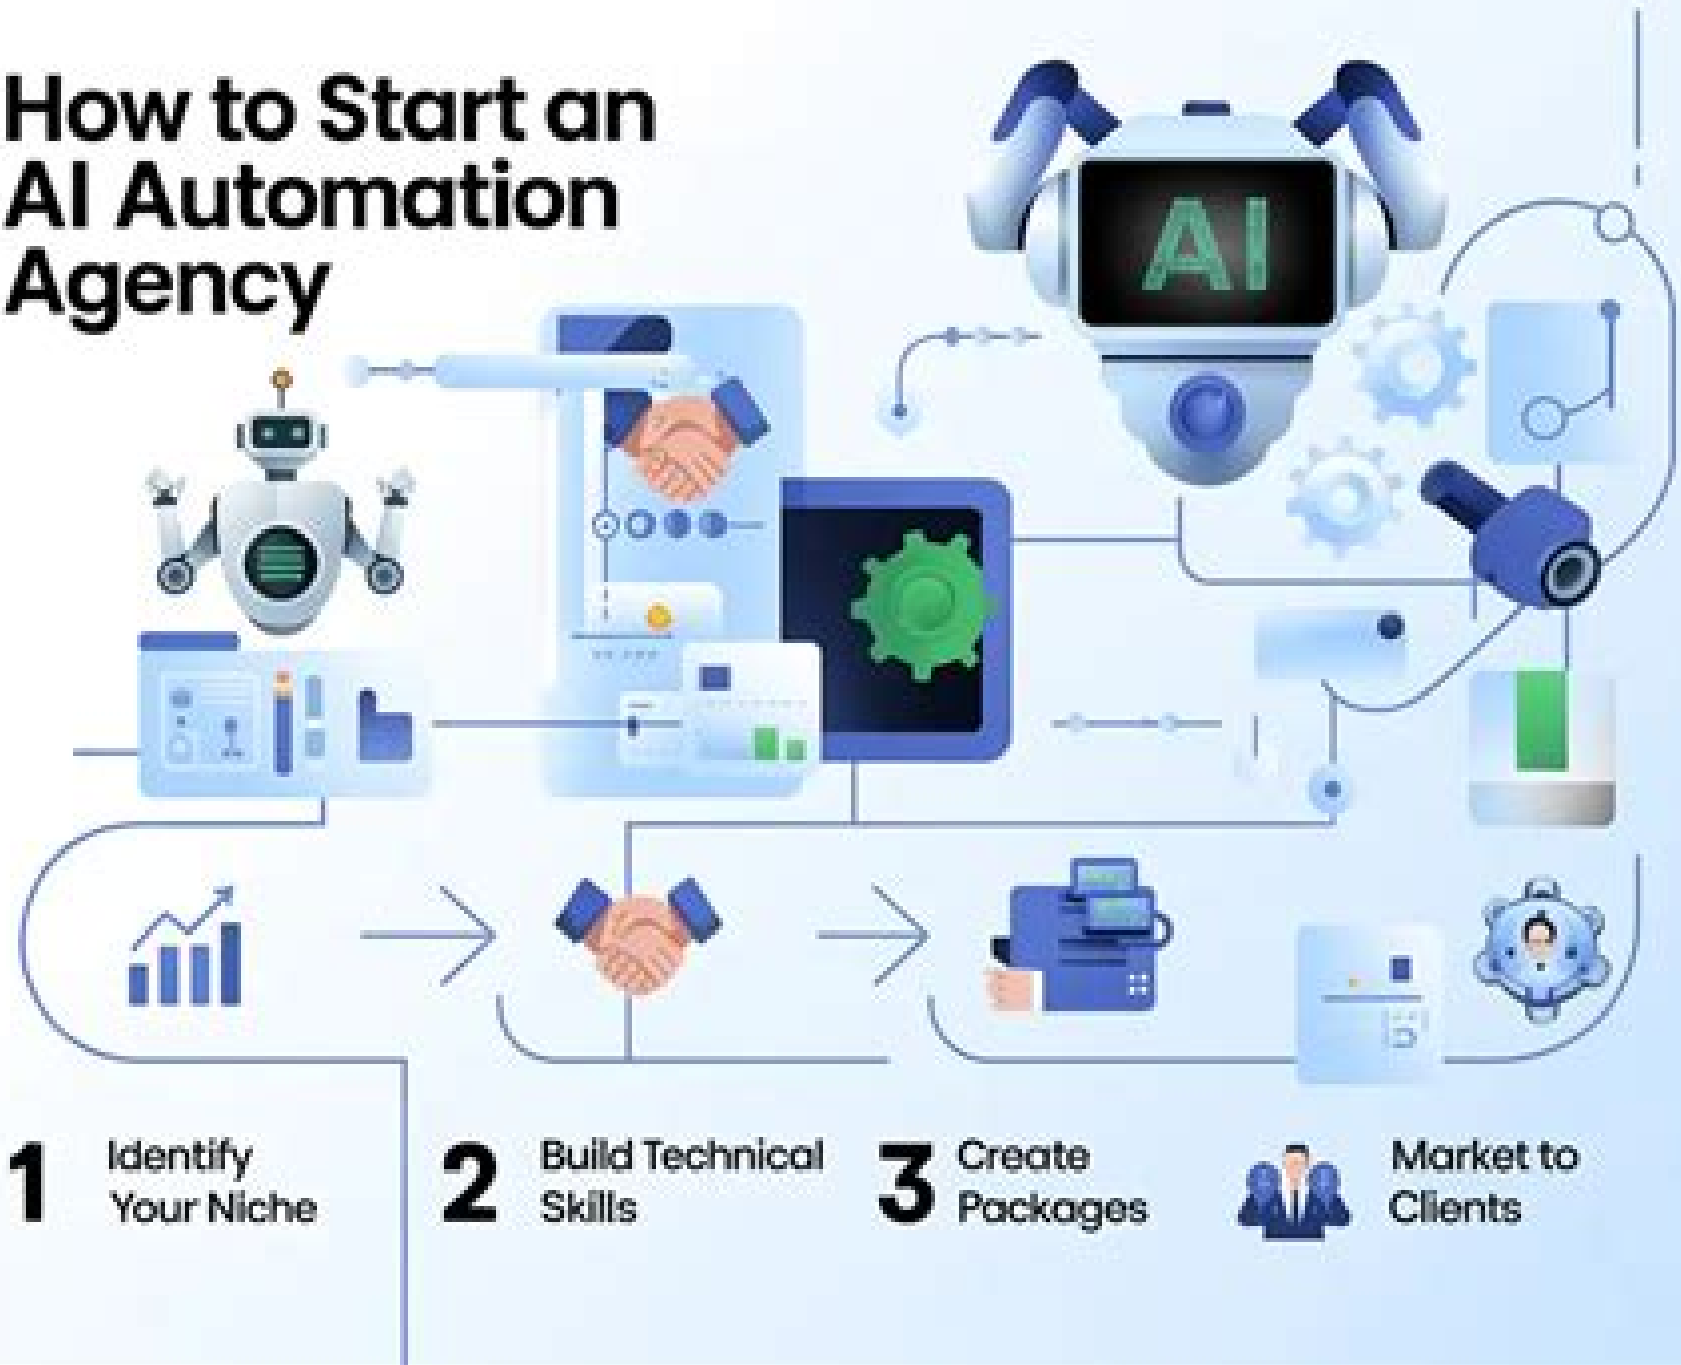 How to Start an
AI Automation
Agency
AI
1
Identify
Your Niche
2
Build Technical
Skills
3
Create
Packages
Market to
Clients